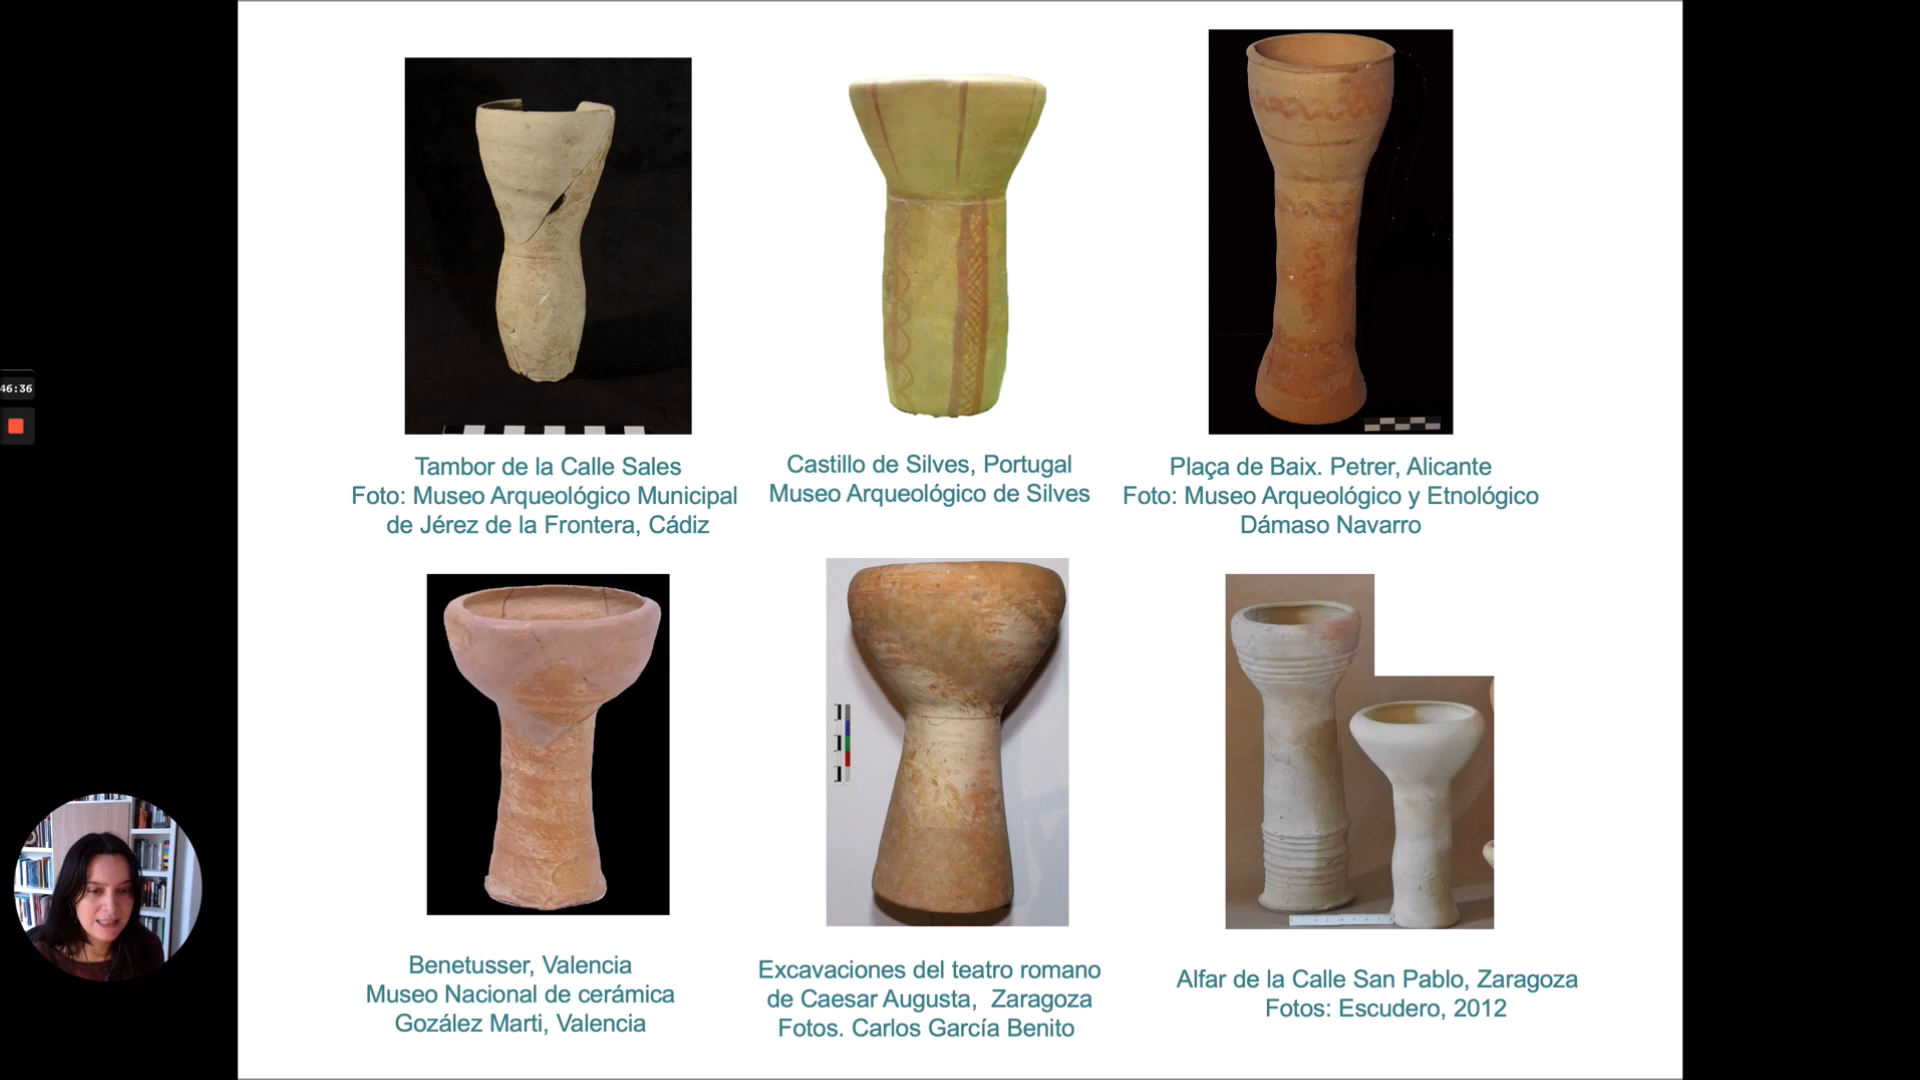 46:36
Tambor de la Calle Sales
Foto: Museo Arqueológico Municipal
de Jérez de la Frontera, Cádiz
Castillo de Silves, Portugal
Museo Arqueológico de Silves
Plaça de Baix. Petrer, Alicante
Foto: Museo Arqueológico y Etnológico
Dámaso Navarro
Benetusser, Valencia
Museo Nacional de cerámica
Gozález Marti, Valencia
Excavaciones del teatro romano
de Caesar Augusta, Zaragoza
Fotos. Carlos García Benito
Alfar de la Calle San Pablo, Zaragoza
Fotos: Escudero, 2012